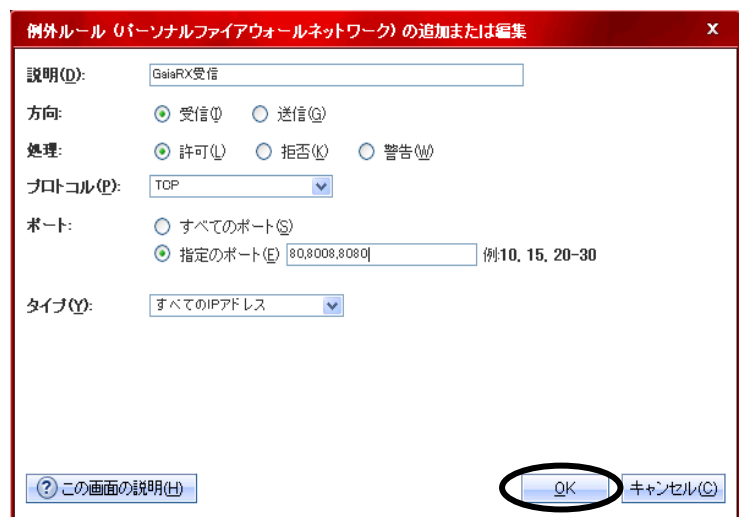 例外ルール (パーソナルファイアウォールネットワーク) の追加または編集 X
説明(D): GaiaRX受信
方向: 受信(I) 送信(G)
処理: 許可(L) 拒否(K) 警告(W)
プロトコル(P): TCP
ポート: すべてのポート(S)
指定のポート(E) 80,8008,8080 例:10, 15, 20-30
タイプ(Y): すべてのIPアドレス
? この画面の説明(H) OK キャンセル(C)